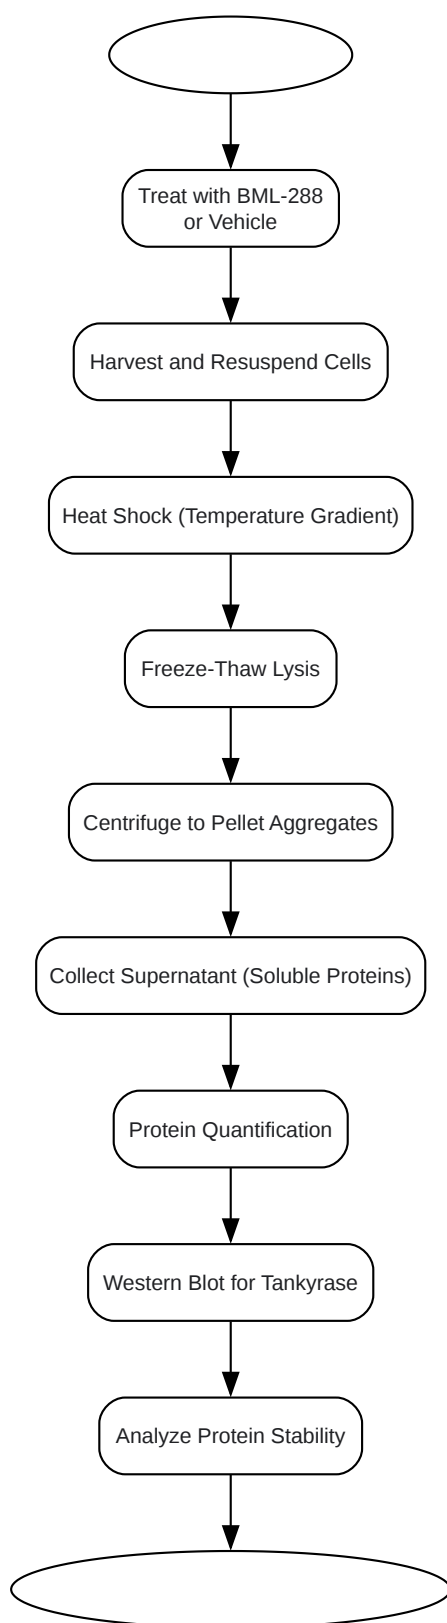 Treat with BML-288
or Vehicle
Harvest and Resuspend Cells
Heat Shock (Temperature Gradient)
Freeze-Thaw Lysis
Centrifuge to Pellet Aggregates
Collect Supernatant (Soluble Proteins)
Protein Quantification
Western Blot for Tankyrase
Analyze Protein Stability